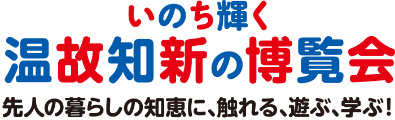 いのち輝く
温故知新の博覧会
先人の暮らしの知恵に、触れる、遊ぶ、学ぶ!